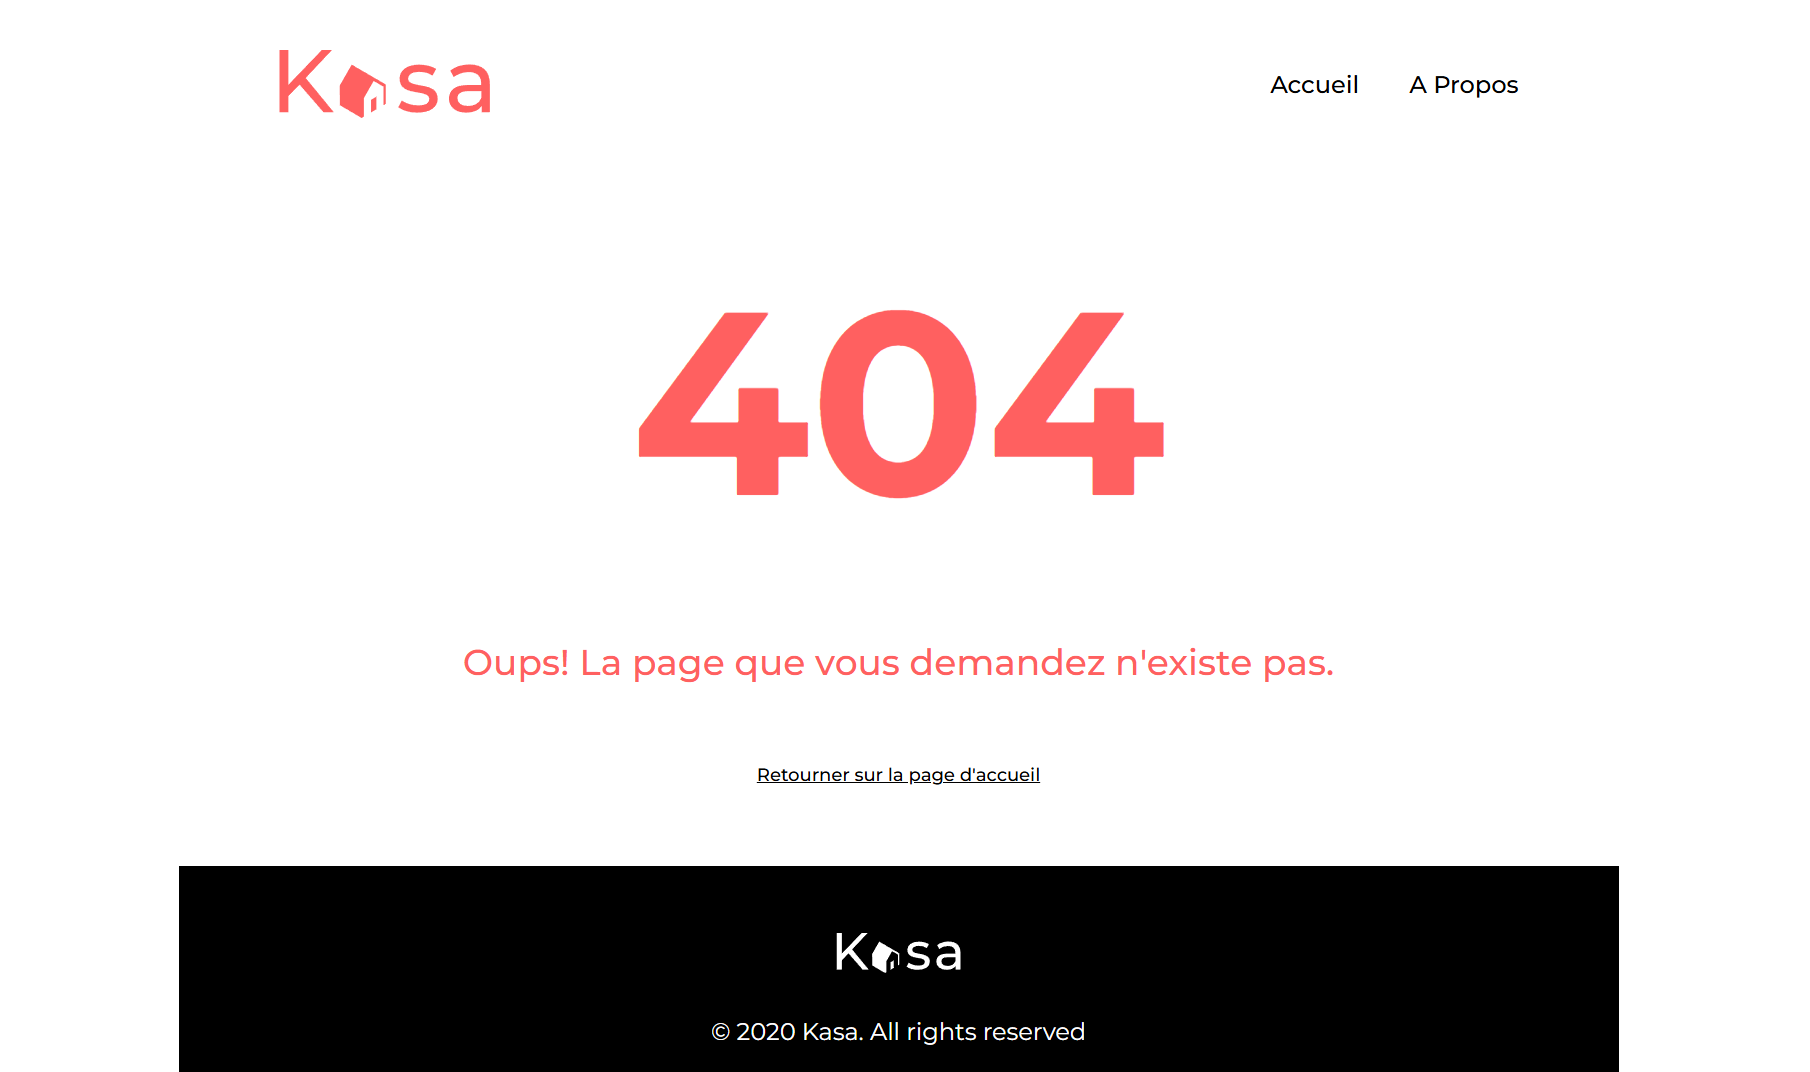 Kasa
Accueil A Propos
404
Oups! La page que vous demandez n'existe pas.
Retourner sur la page d'accueil
Kasa
© 2020 Kasa. All rights reserved